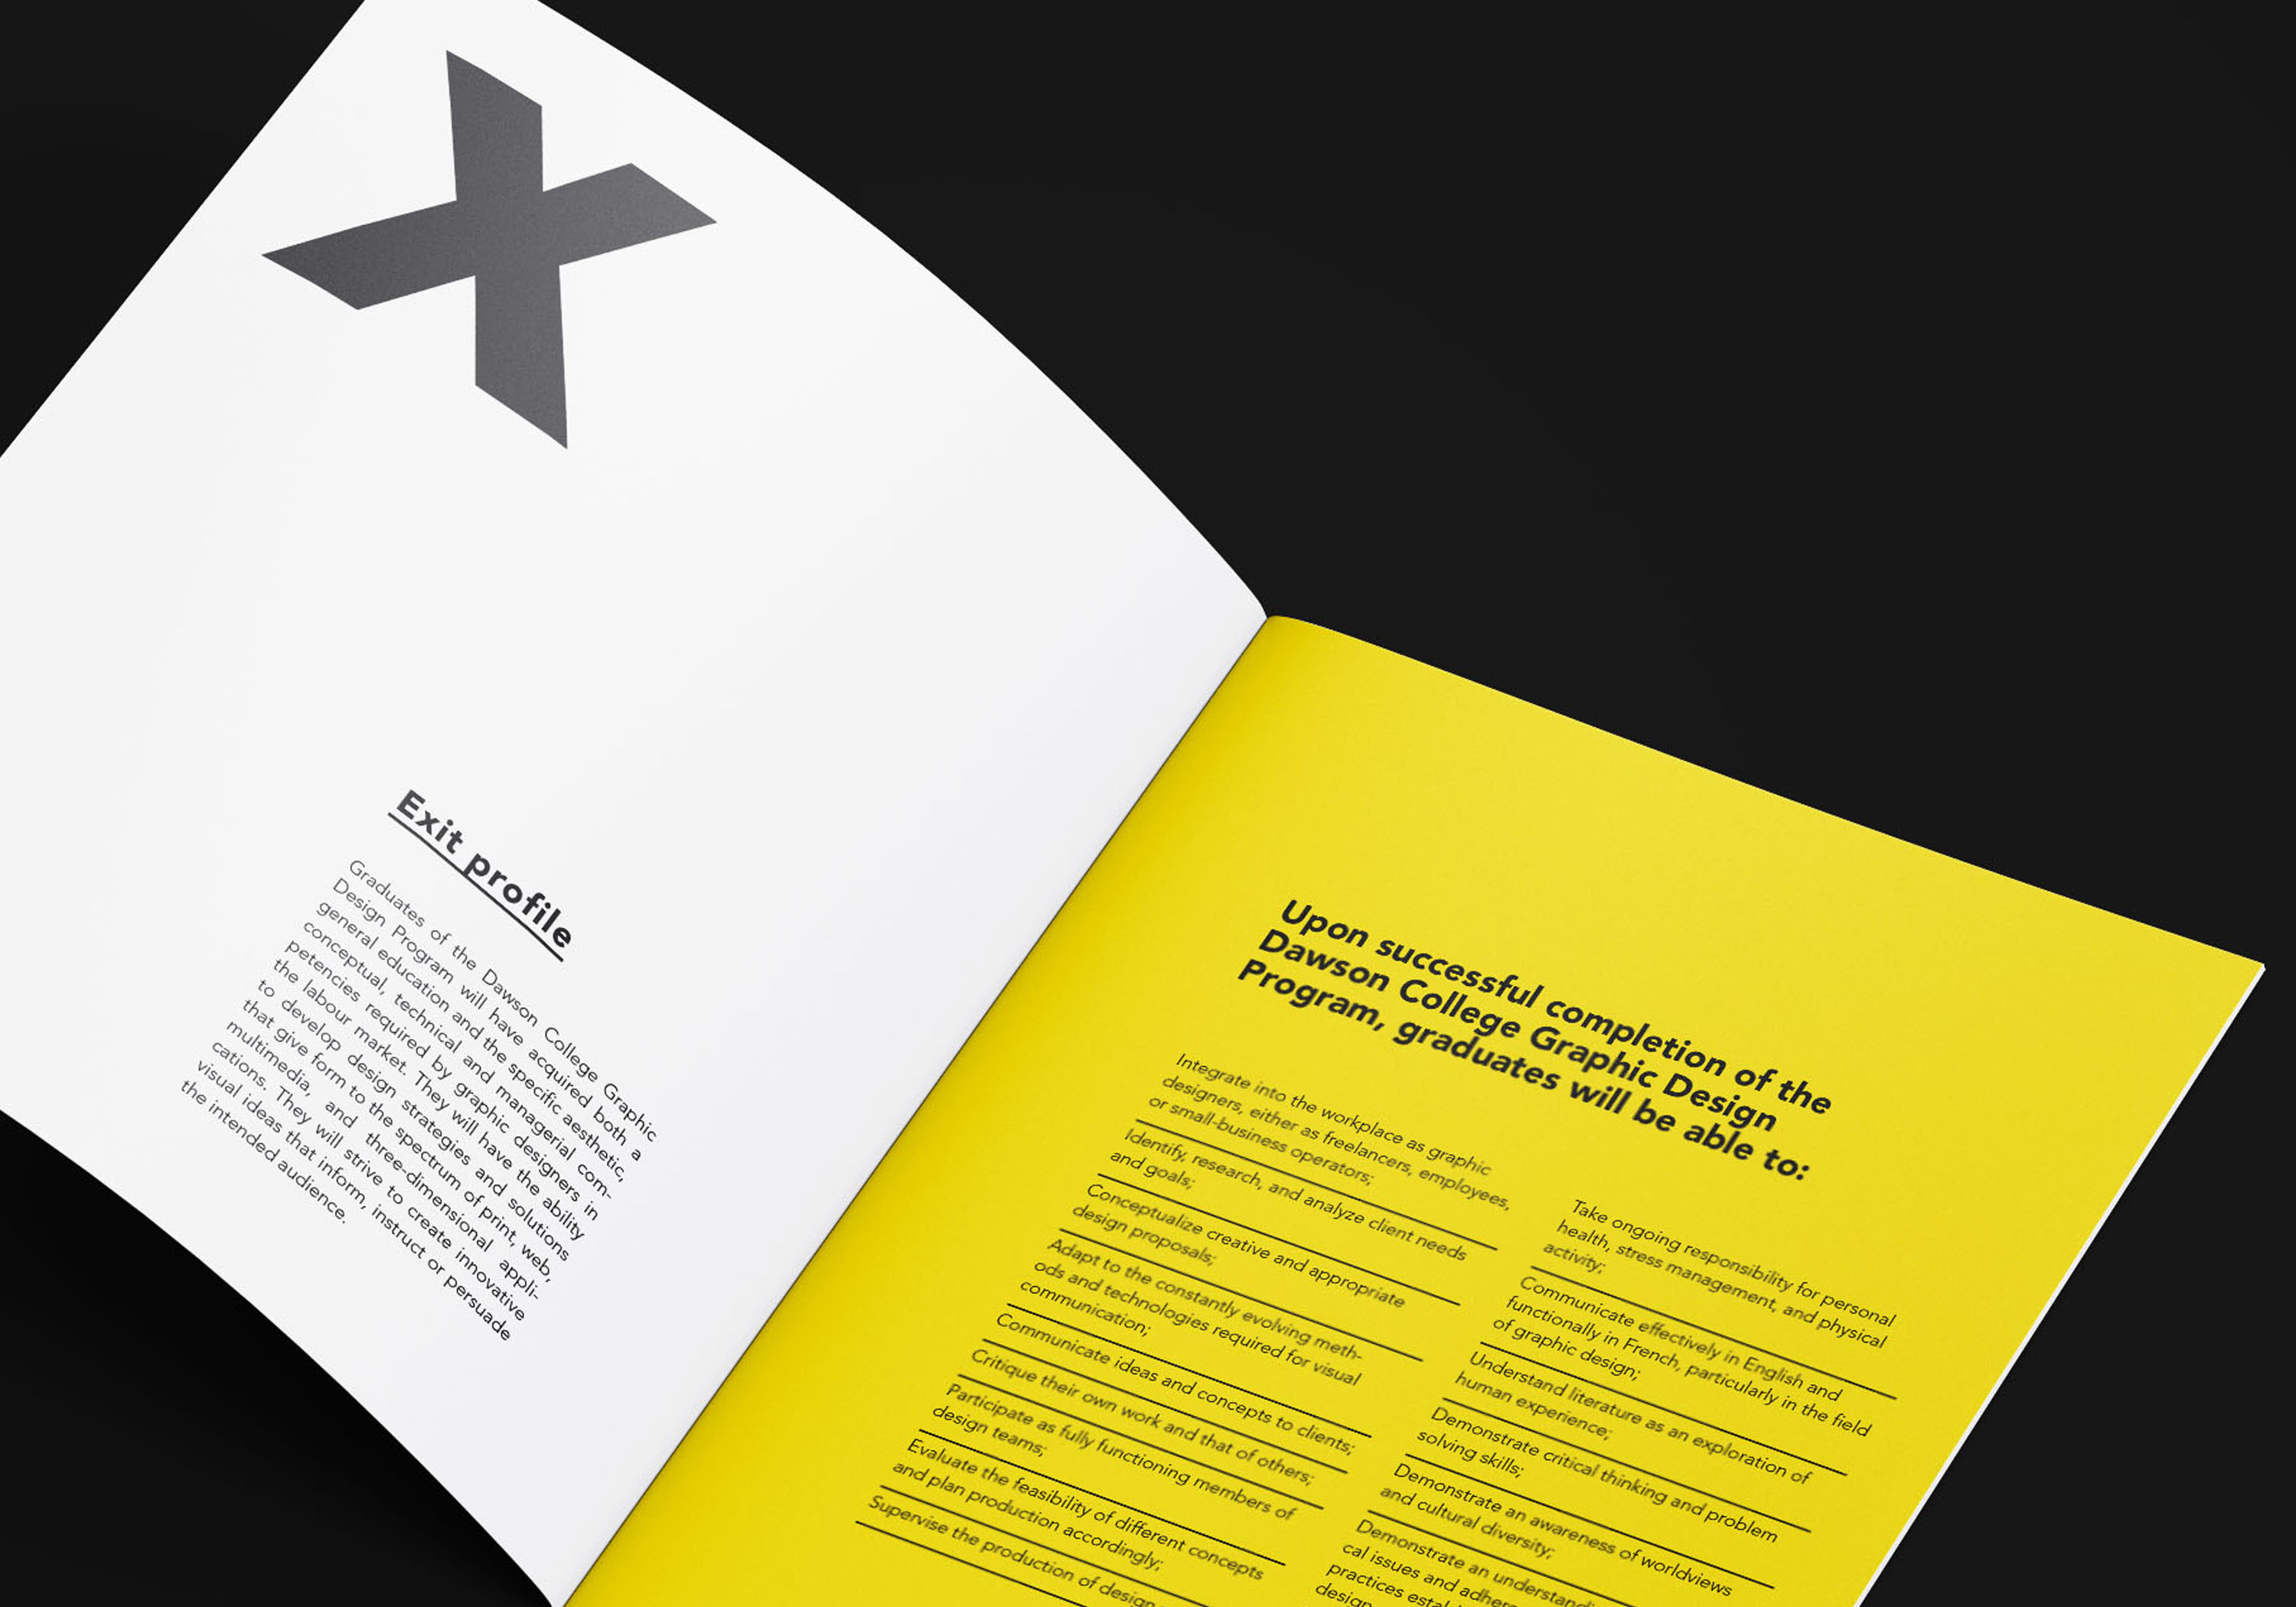 X
Exit profile
Graduates of the Dawson College Graphic
Design Program will have acquired both a
general education and the specific aesthetic,
conceptual, technical and managerial com-
petencies required by graphic designers in
the labour market. They will have the ability
to develop design strategies and solutions
that give form to the spectrum of print, web,
multimedia, and three-dimensional appli-
cations. They will strive to create innovative
visual ideas that inform, instruct or persuade
the intended audience.
Upon successful completion of the
Dawson College Graphic Design
Program, graduates will be able to:
Integrate into the workplace as graphic
designers, either as freelancers, employees,
or small-business operators;
Identify, research, and analyze client needs
and goals;
Conceptualize creative and appropriate
design proposals;
Adapt to the constantly evolving meth-
ods and technologies required for visual
communication;
Communicate ideas and concepts to clients;
Critique their own work and that of others;
Participate as fully functioning members of
design teams;
Evaluate the feasibility of different concepts
and plan production accordingly;
Supervise the production of design
Take ongoing responsibility for personal
health, stress management, and physical
activity;
Communicate effectively in English and
functionally in French, particularly in the field
of graphic design;
Understand literature as an exploration of
human experience;
Demonstrate critical thinking and problem
solving skills;
Demonstrate an awareness of worldviews
and cultural diversity;
Demonstrate an
cal issues and
practices
design